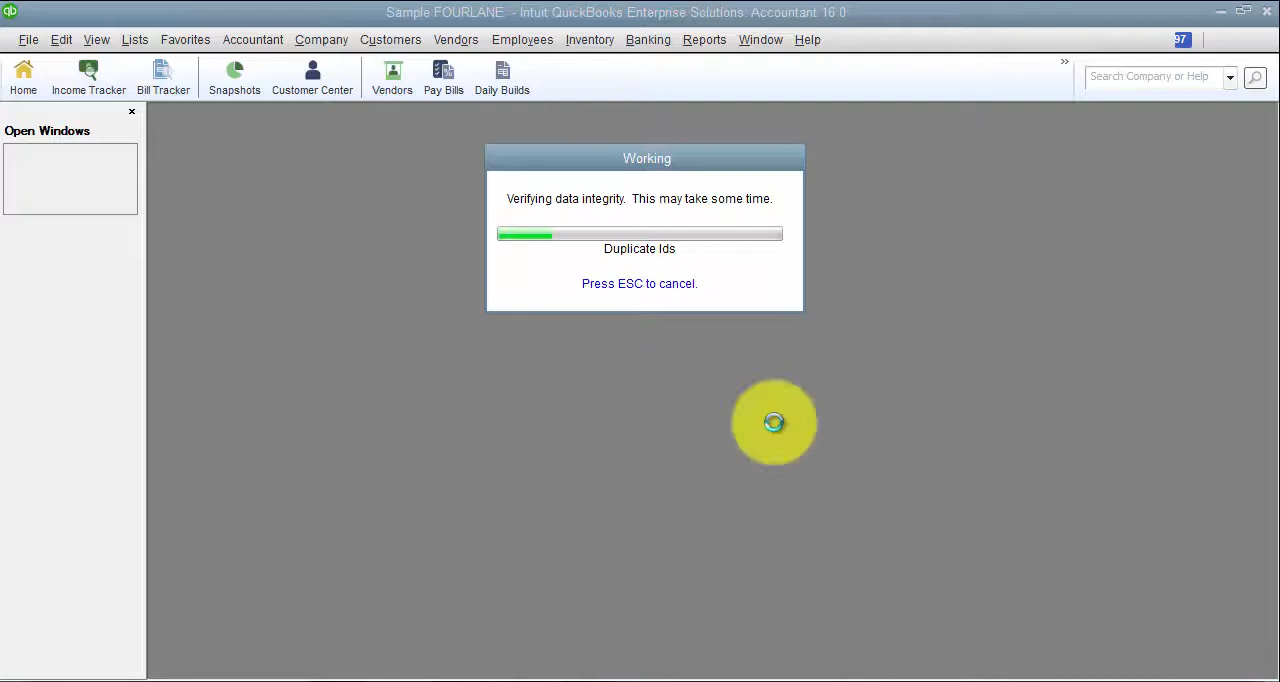 qb
Sample FOURLANE - Intuit QuickBooks Enterprise Solutions: Accountant 16.0
File Edit View Lists Favorites Accountant Company Customers Vendors Employees Inventory Banking Reports Window Help 97
Home Income Tracker Bill Tracker Snapshots Customer Center Vendors Pay Bills Daily Builds » Search Company or Help
Open Windows
Working
Verifying data integrity. This may take some time.
Duplicate Ids
Press ESC to cancel.